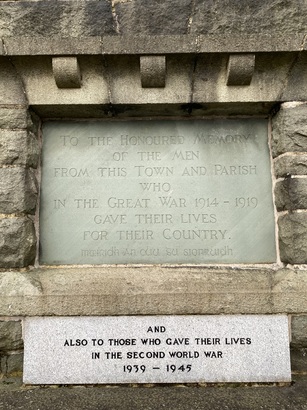 TO THE HONOURED MEMORY
OF THE MEN
FROM THIS TOWN AND PARISH
WHO
IN THE GREAT WAR 1914 - 1919
GAVE THEIR LIVES
FOR THEIR COUNTRY.
AND
ALSO TO THOSE WHO GAVE THEIR LIVES
IN THE SECOND WORLD WAR
1939 - 1945